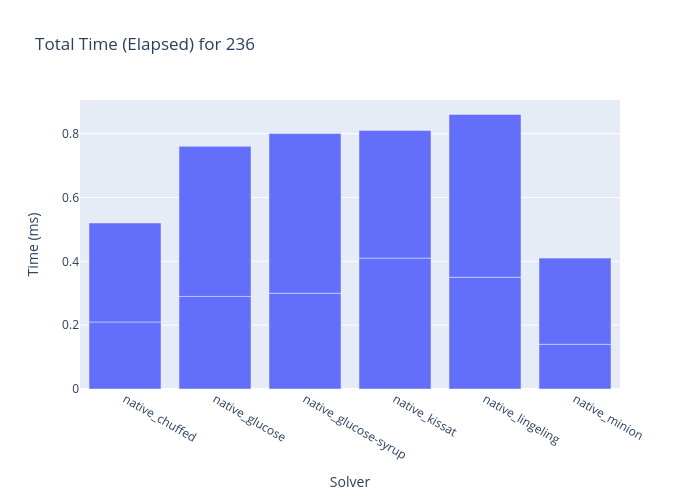 Total Time (Elapsed) for 236
Time (ms)
0.8
0.6
0.4
0.2
0
native_chuffed
native_glucose
native_glucose-syrup
native_kissat
native_lingeling
native_minion
Solver